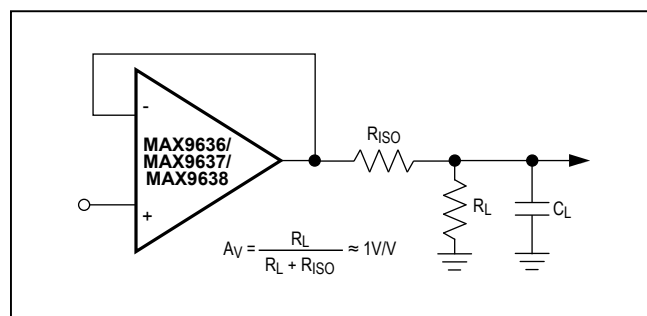 -
MAX9636/
MAX9637/
MAX9638
+
RISO
RL
CL
AV = RL / RL + RISO ≈ 1V/V